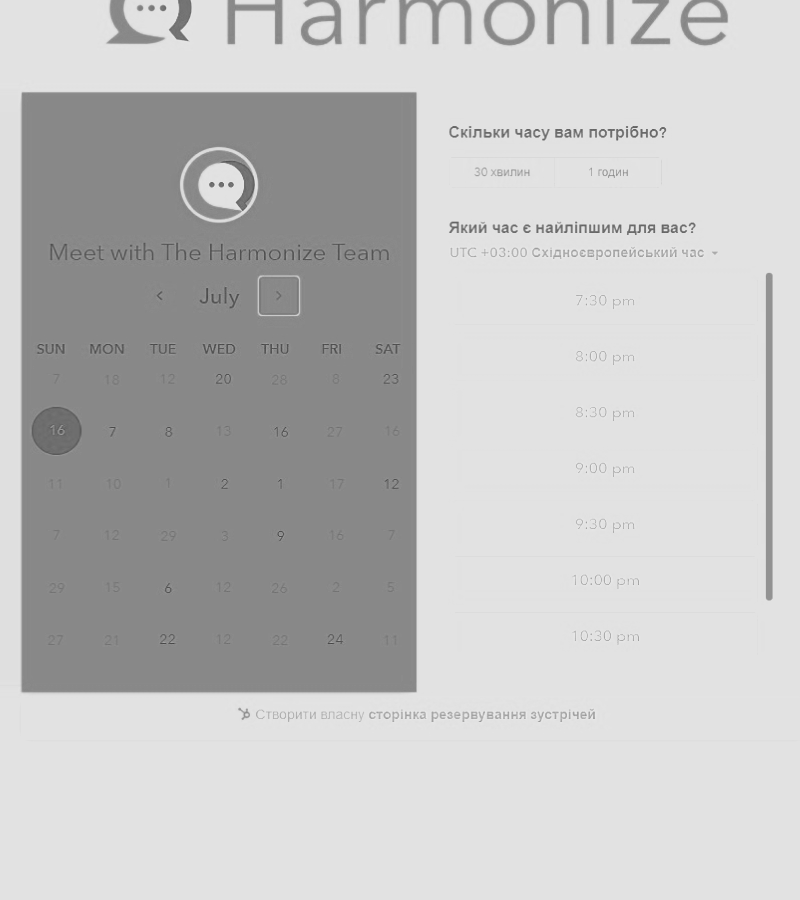 Harmonize
Meet with The Harmonize Team
July
SUN MON TUE WED THU FRI SAT
7 18 12 20 28 8 23
16 7 8 13 16 27 16
11 10 1 2 1 17 12
7 12 29 3 9 16 7
29 15 6 12 26 2 5
27 21 22 12 22 24 11
Скільки часу вам потрібно?
30 хвилин 1 годин
Який час є найліпшим для вас?
UTC +03:00 Східноєвропейський час
7:30 pm
8:00 pm
8:30 pm
9:00 pm
9:30 pm
10:00 pm
10:30 pm
Створити власну сторінка резервування зустрічей